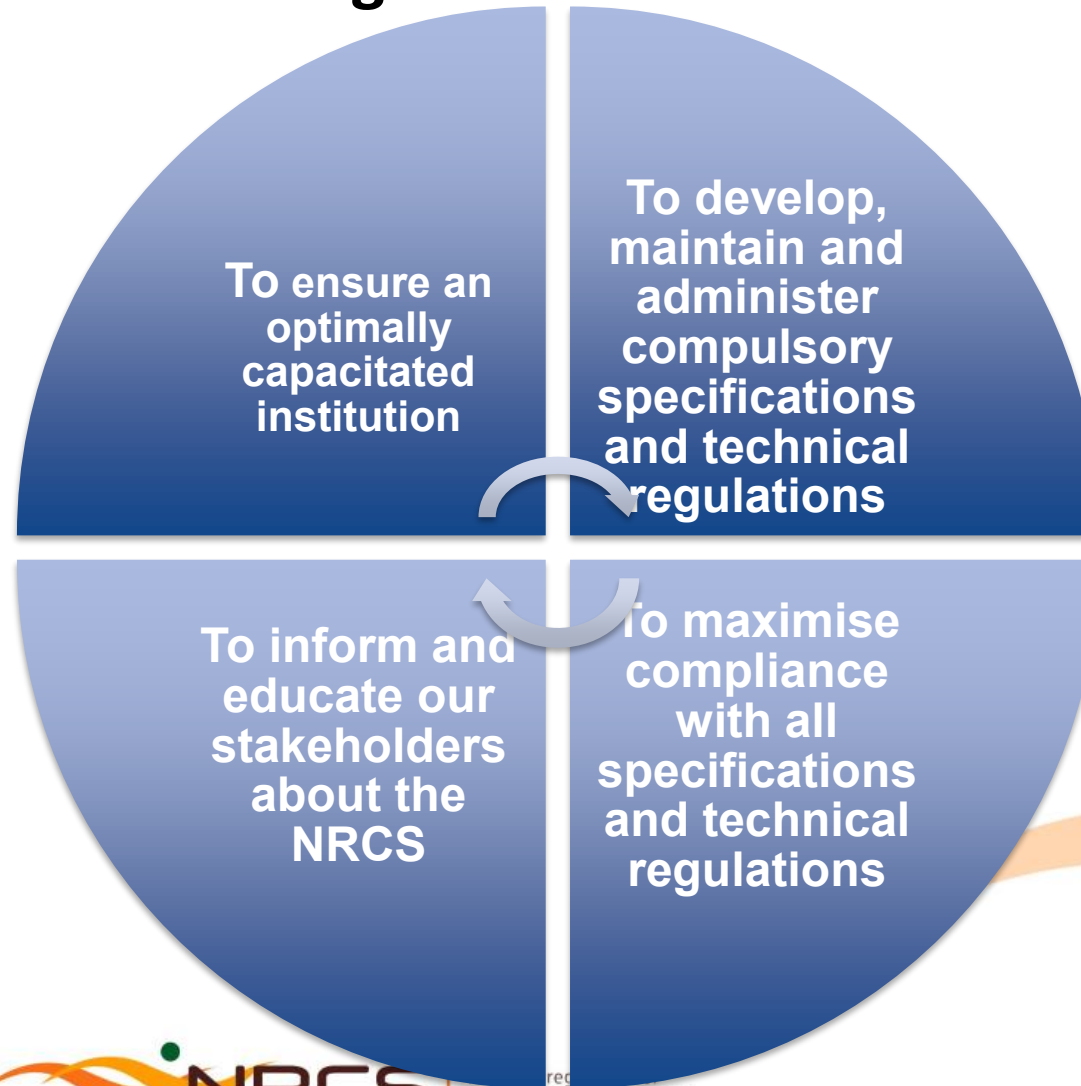 To ensure an
optimally
capacitated
institution
To develop,
maintain and
administer
compulsory
specifications
and technical
regulations
To inform and
educate our
stakeholders
about the
NRCS
To maximise
compliance
with all
specifications
and technical
regulations
NRCS